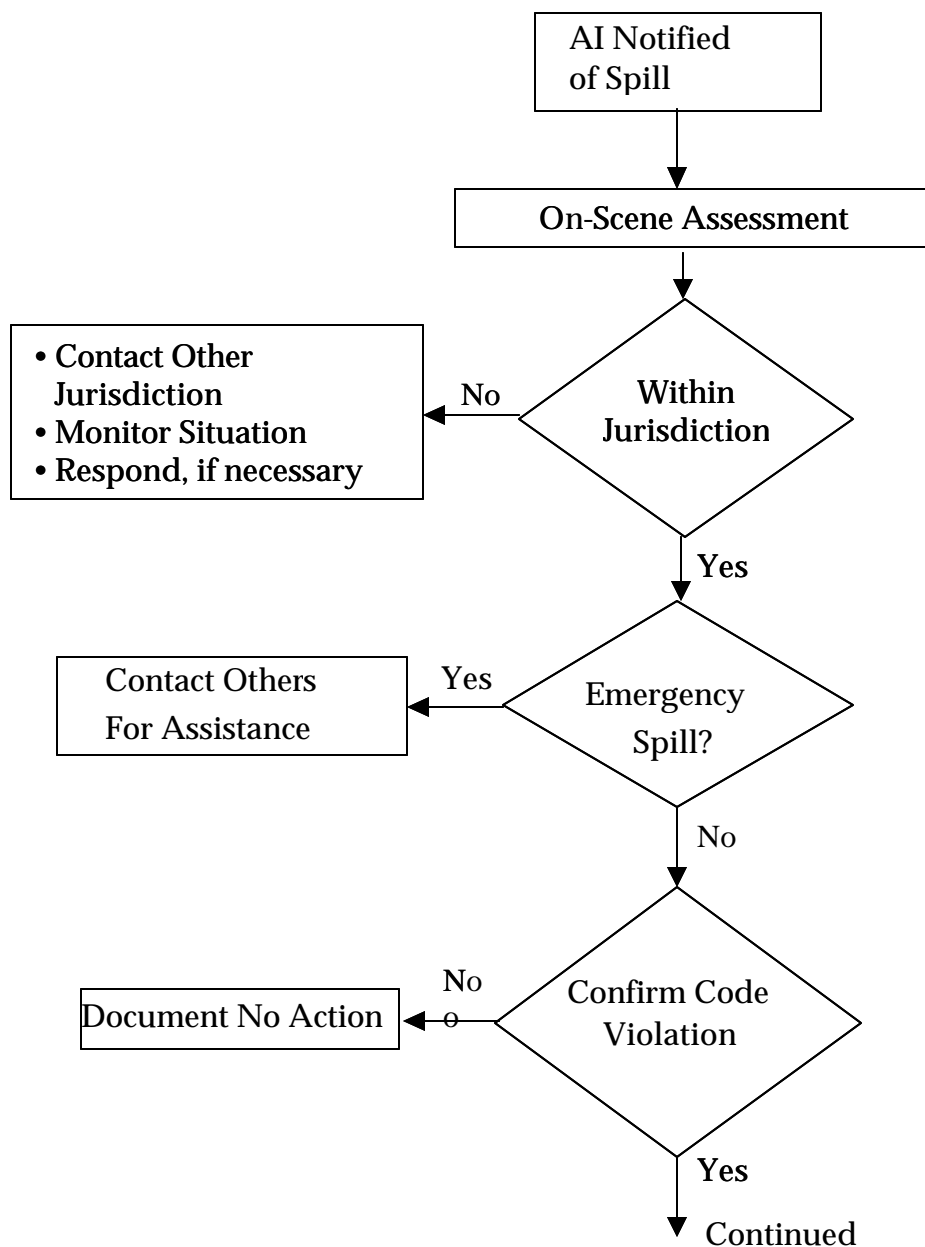 AI Notified
of Spill
On-Scene Assessment
• Contact Other
Jurisdiction
• Monitor Situation
• Respond, if necessary
No
Within
Jurisdiction
Yes
Contact Others
For Assistance
Yes
Emergency
Spill?
No
Document No Action
No
o
Confirm Code
Violation
Yes
Continued